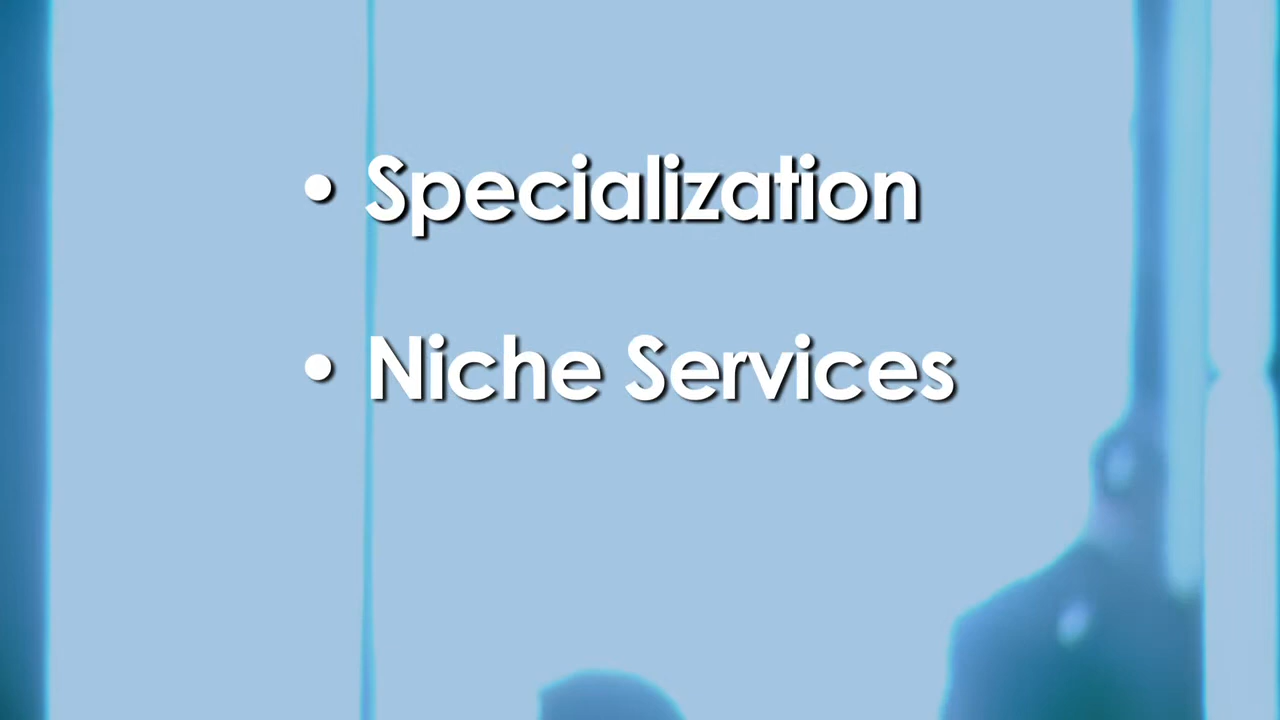 • Specialization
• Niche Services